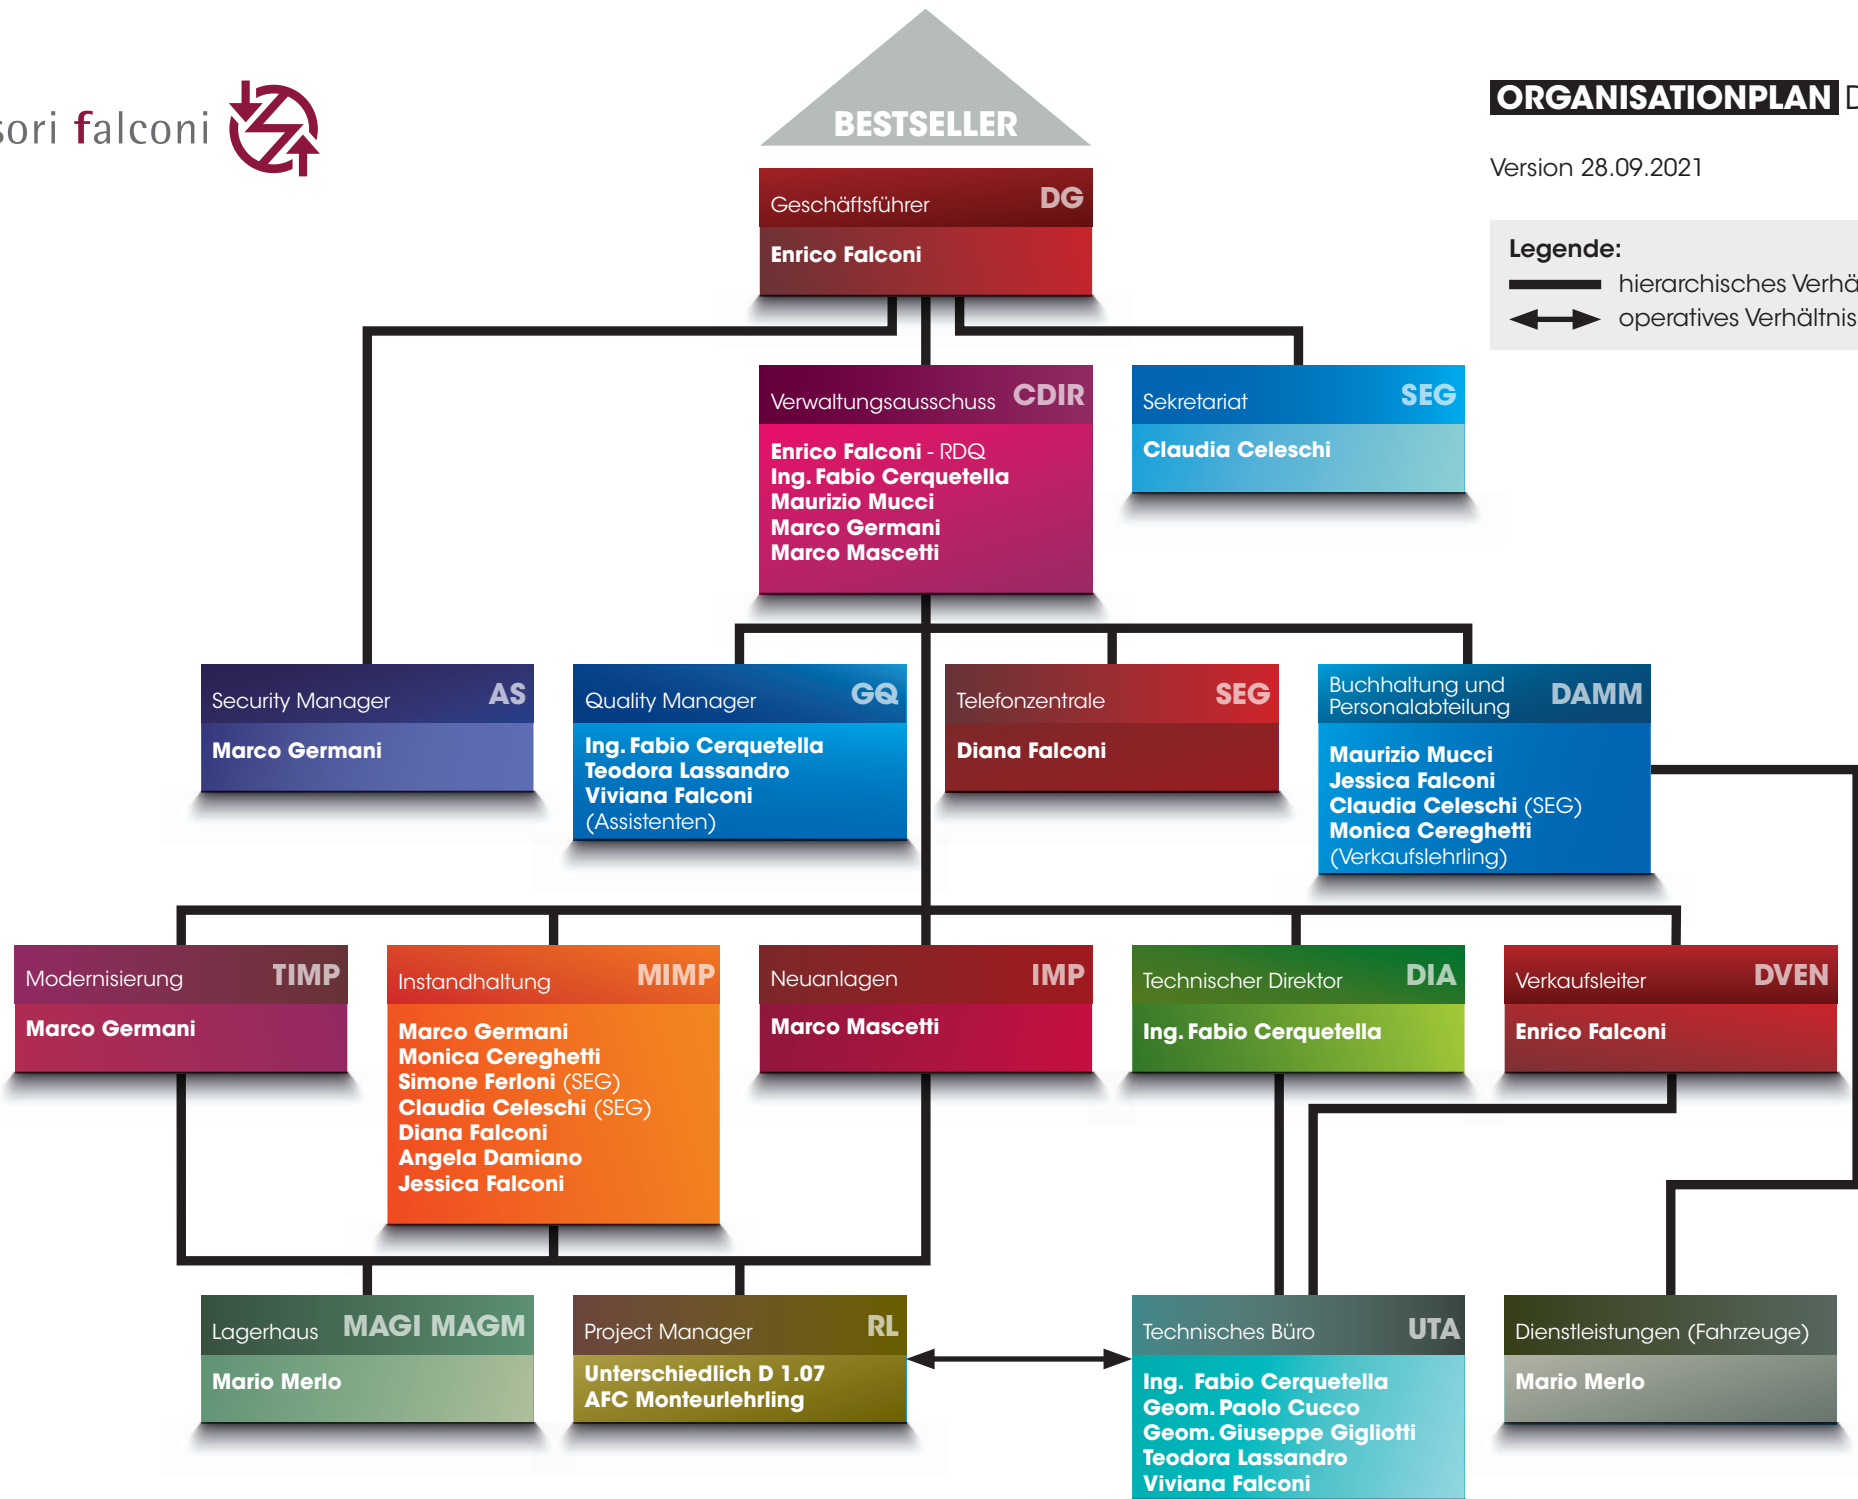 sori falconi
BESTSELLER
ORGANISATIONPLAN
Version 28.09.2021
Legende:
hierarchisches
operatives Verhältnis
Geschäftsführer DG
Enrico Falconi
Verwaltungsausschuss CDIR
Enrico Falconi - RDQ
Ing. Fabio Cerquetella
Maurizio Mucci
Marco Germani
Marco Mascetti
Sekretariat SEG
Claudia Celeschi
Security Manager AS
Marco Germani
Quality Manager GQ
Ing. Fabio Cerquetella
Teodora Lassandro
Viviana Falconi
(Assistenten)
Telefonzentrale SEG
Diana Falconi
Buchhaltung und
Personalabteilung DAMM
Maurizio Mucci
Jessica Falconi
Claudia Celeschi (SEG)
Monica Cereghetti
(Verkaufslehrling)
Modernisierung TIMP
Marco Germani
Instandhaltung MIMP
Marco Germani
Monica Cereghetti
Simone Ferloni (SEG)
Claudia Celeschi (SEG)
Diana Falconi
Angela Damiano
Jessica Falconi
Neuanlagen IMP
Marco Mascetti
Technischer Direktor DIA
Ing. Fabio Cerquetella
Verkaufsleiter DVEN
Enrico Falconi
Lagerhaus MAGI MAGM
Mario Merlo
Project Manager RL
Unterschiedlich D 1.07
AFC Monteurlehrling
Technisches Büro UTA
Ing. Fabio Cerquetella
Geom. Paolo Cucco
Geom. Giuseppe Gigliotti
Teodora Lassandro
Viviana Falconi
Dienstleistungen (Fahrzeuge)
Mario Merlo